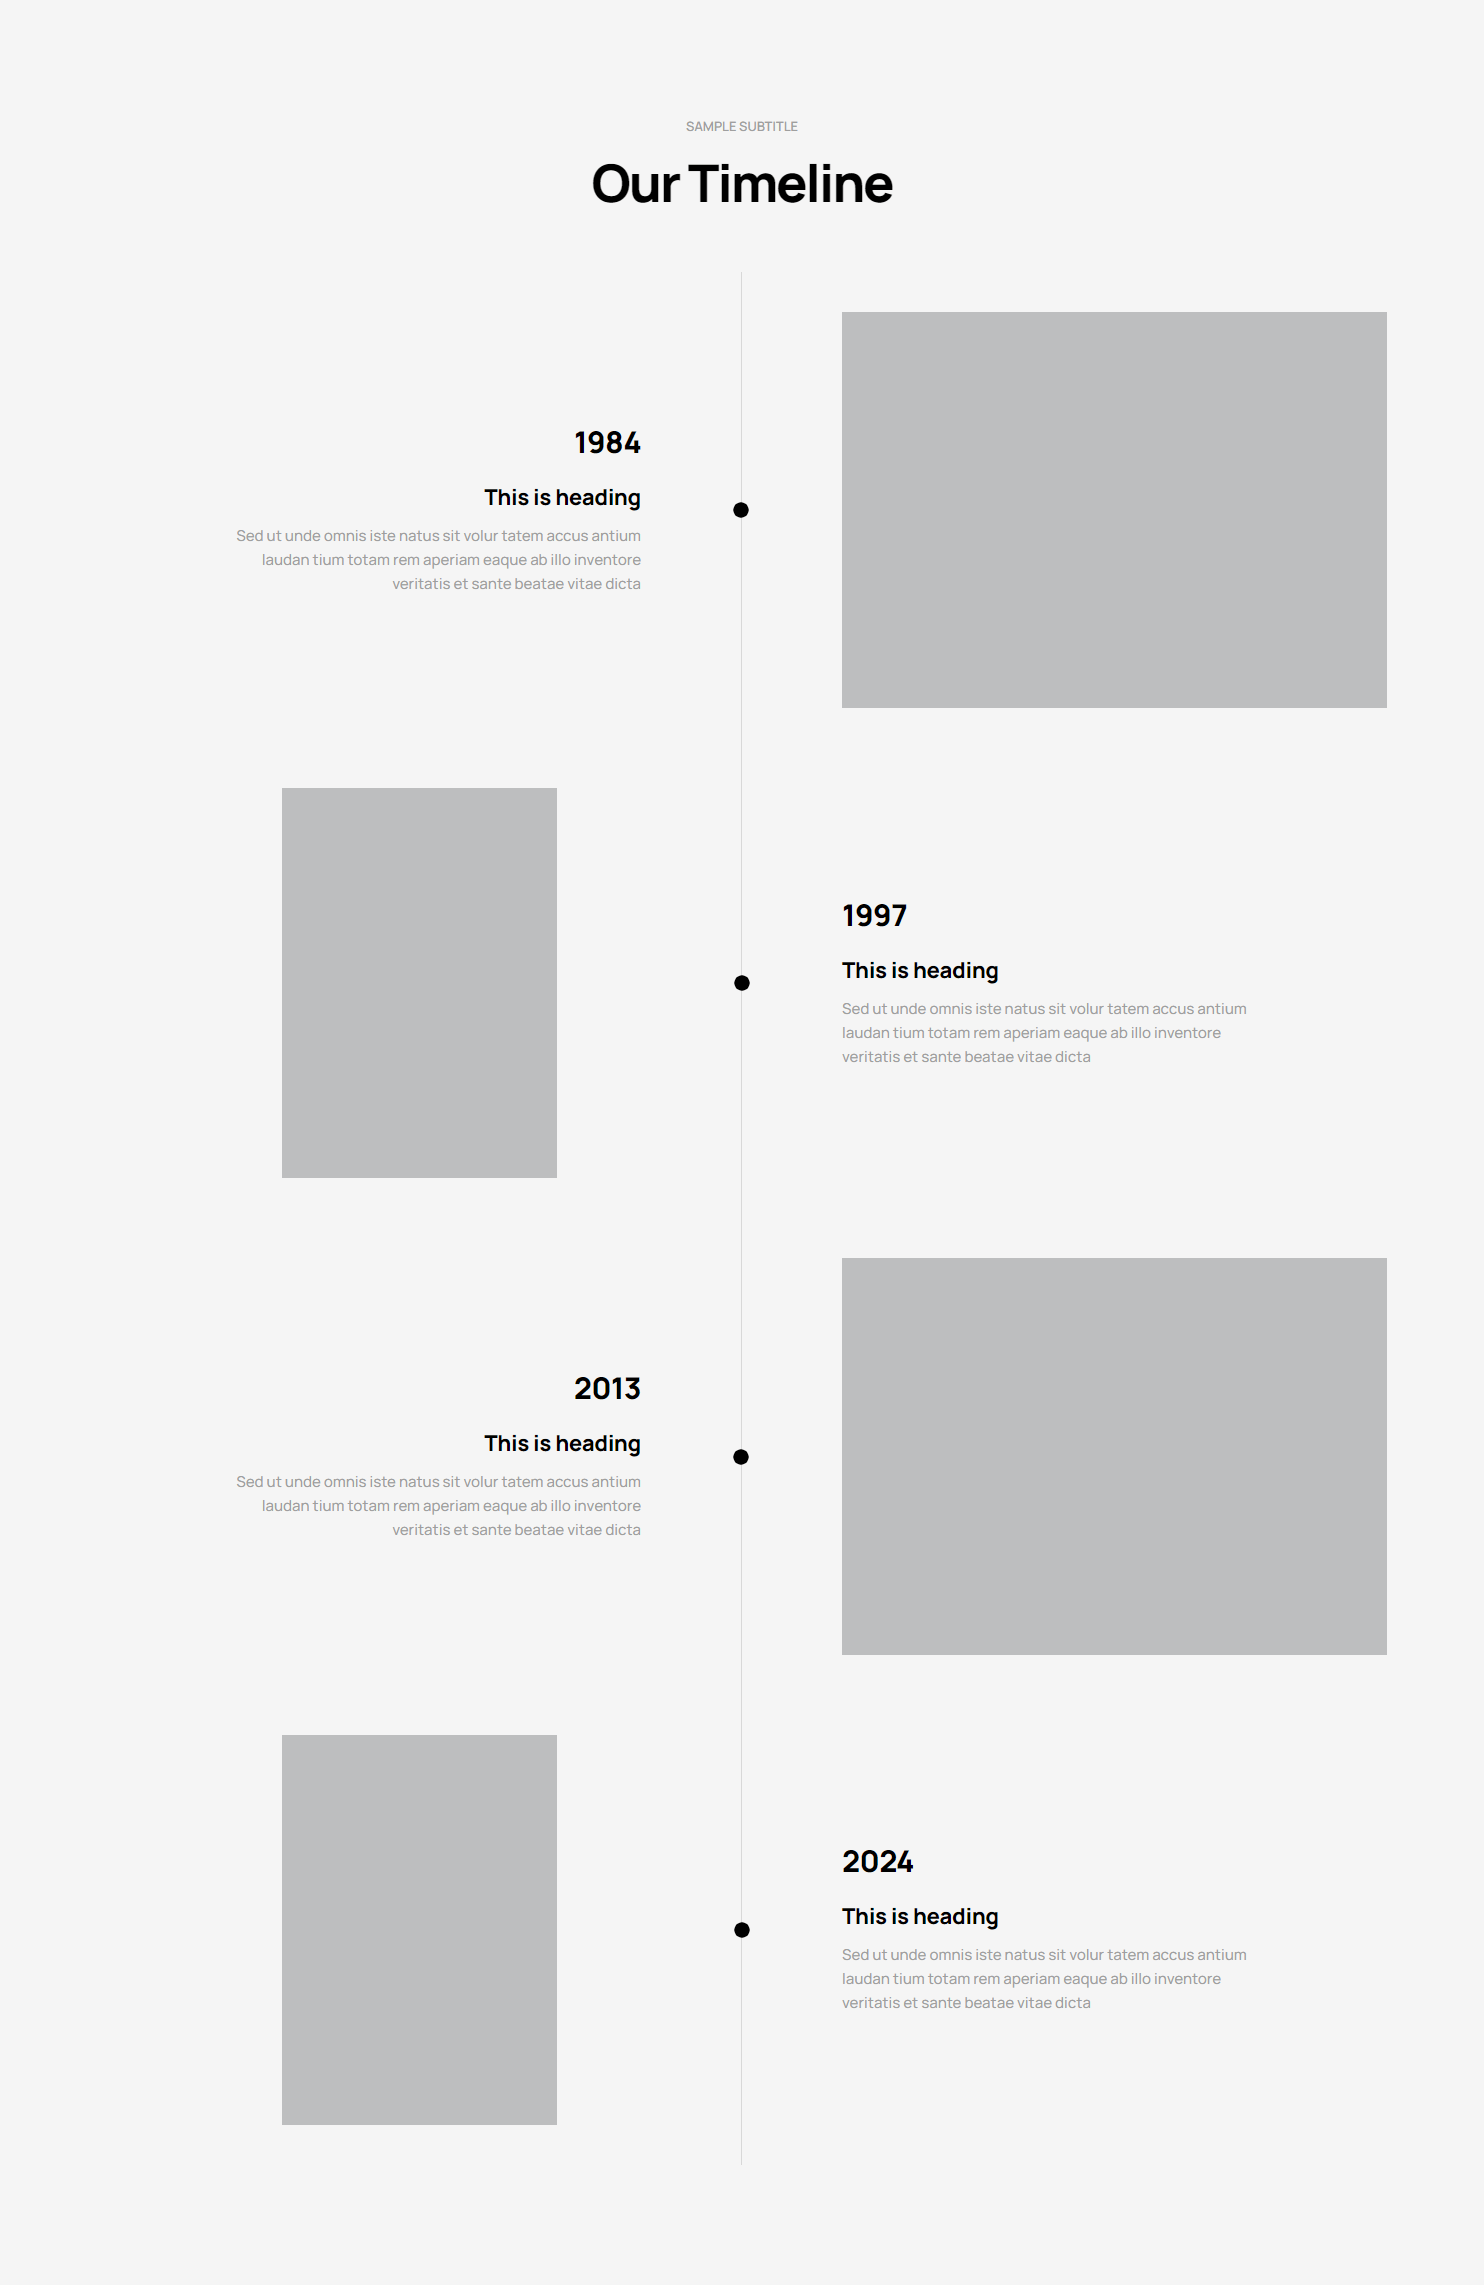 SAMPLE SUBTITLE
Our Timeline
1984
This is heading
Sed ut unde omnis iste natus sit volur tatem accus antium
laudan tium totam rem aperiam eaque ab illo inventore
veritatis et sante beatae vitae dicta
1997
This is heading
Sed ut unde omnis iste natus sit volur tatem accus antium
laudan tium totam rem aperiam eaque ab illo inventore
veritatis et sante beatae vitae dicta
2013
This is heading
Sed ut unde omnis iste natus sit volur tatem accus antium
laudan tium totam rem aperiam eaque ab illo inventore
veritatis et sante beatae vitae dicta
2024
This is heading
Sed ut unde omnis iste natus sit volur tatem accus antium
laudan tium totam rem aperiam eaque ab illo inventore
veritatis et sante beatae vitae dicta